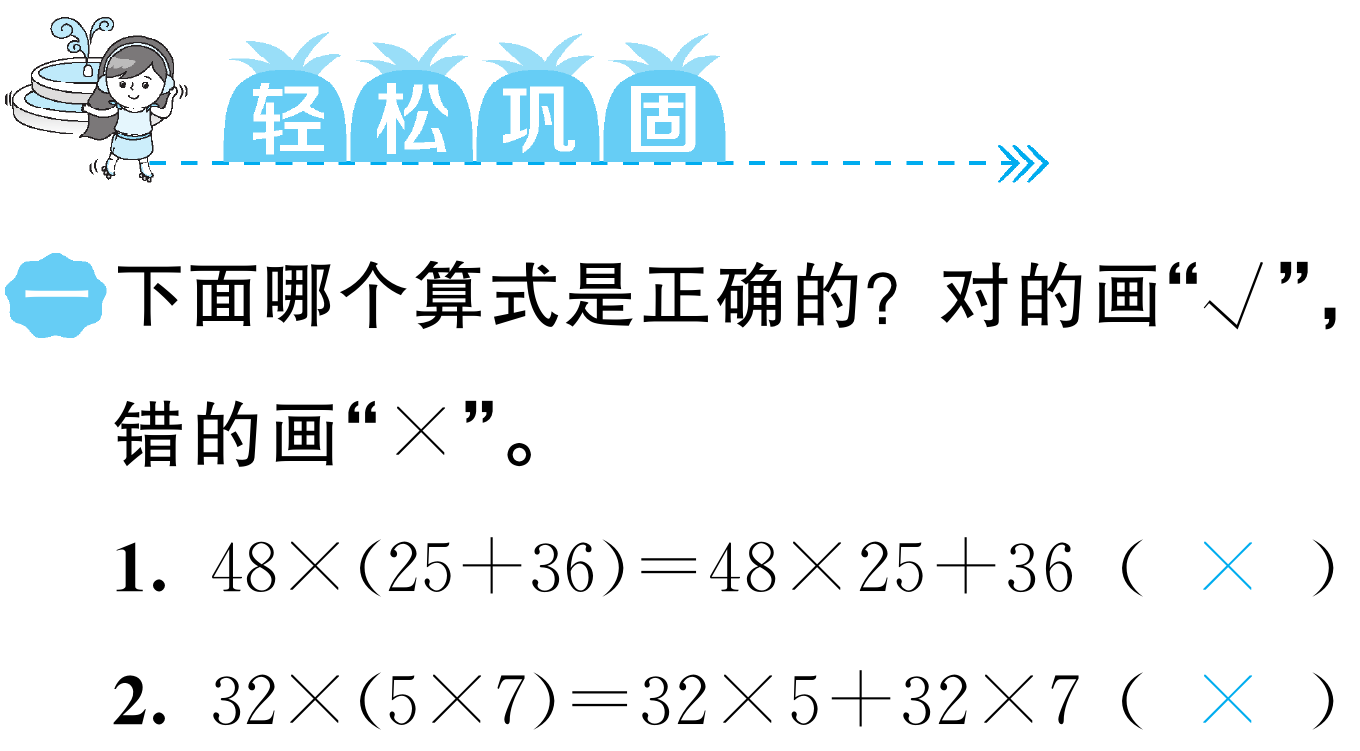 轻松巩固
一 下面哪个算式是正确的?对的画“√”,
错的画“×”。
1. 48×(25+36)=48×25+36 ( × )
2. 32×(5×7)=32×5+32×7 ( × )